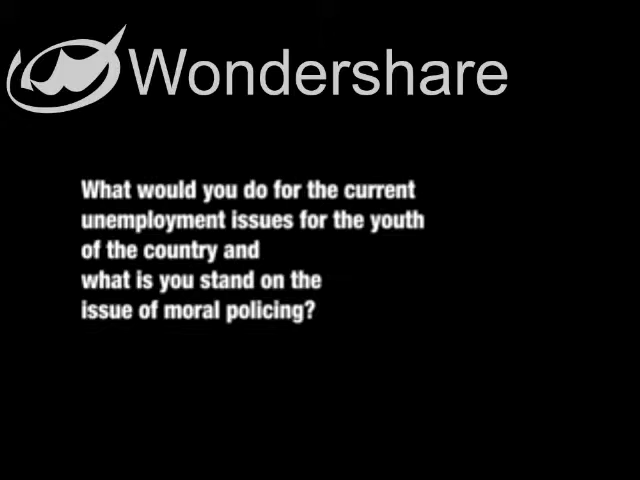 Wondershare
What would you do for the current
unemployment issues for the youth
of the country and
what is you stand on the
issue of moral policing?